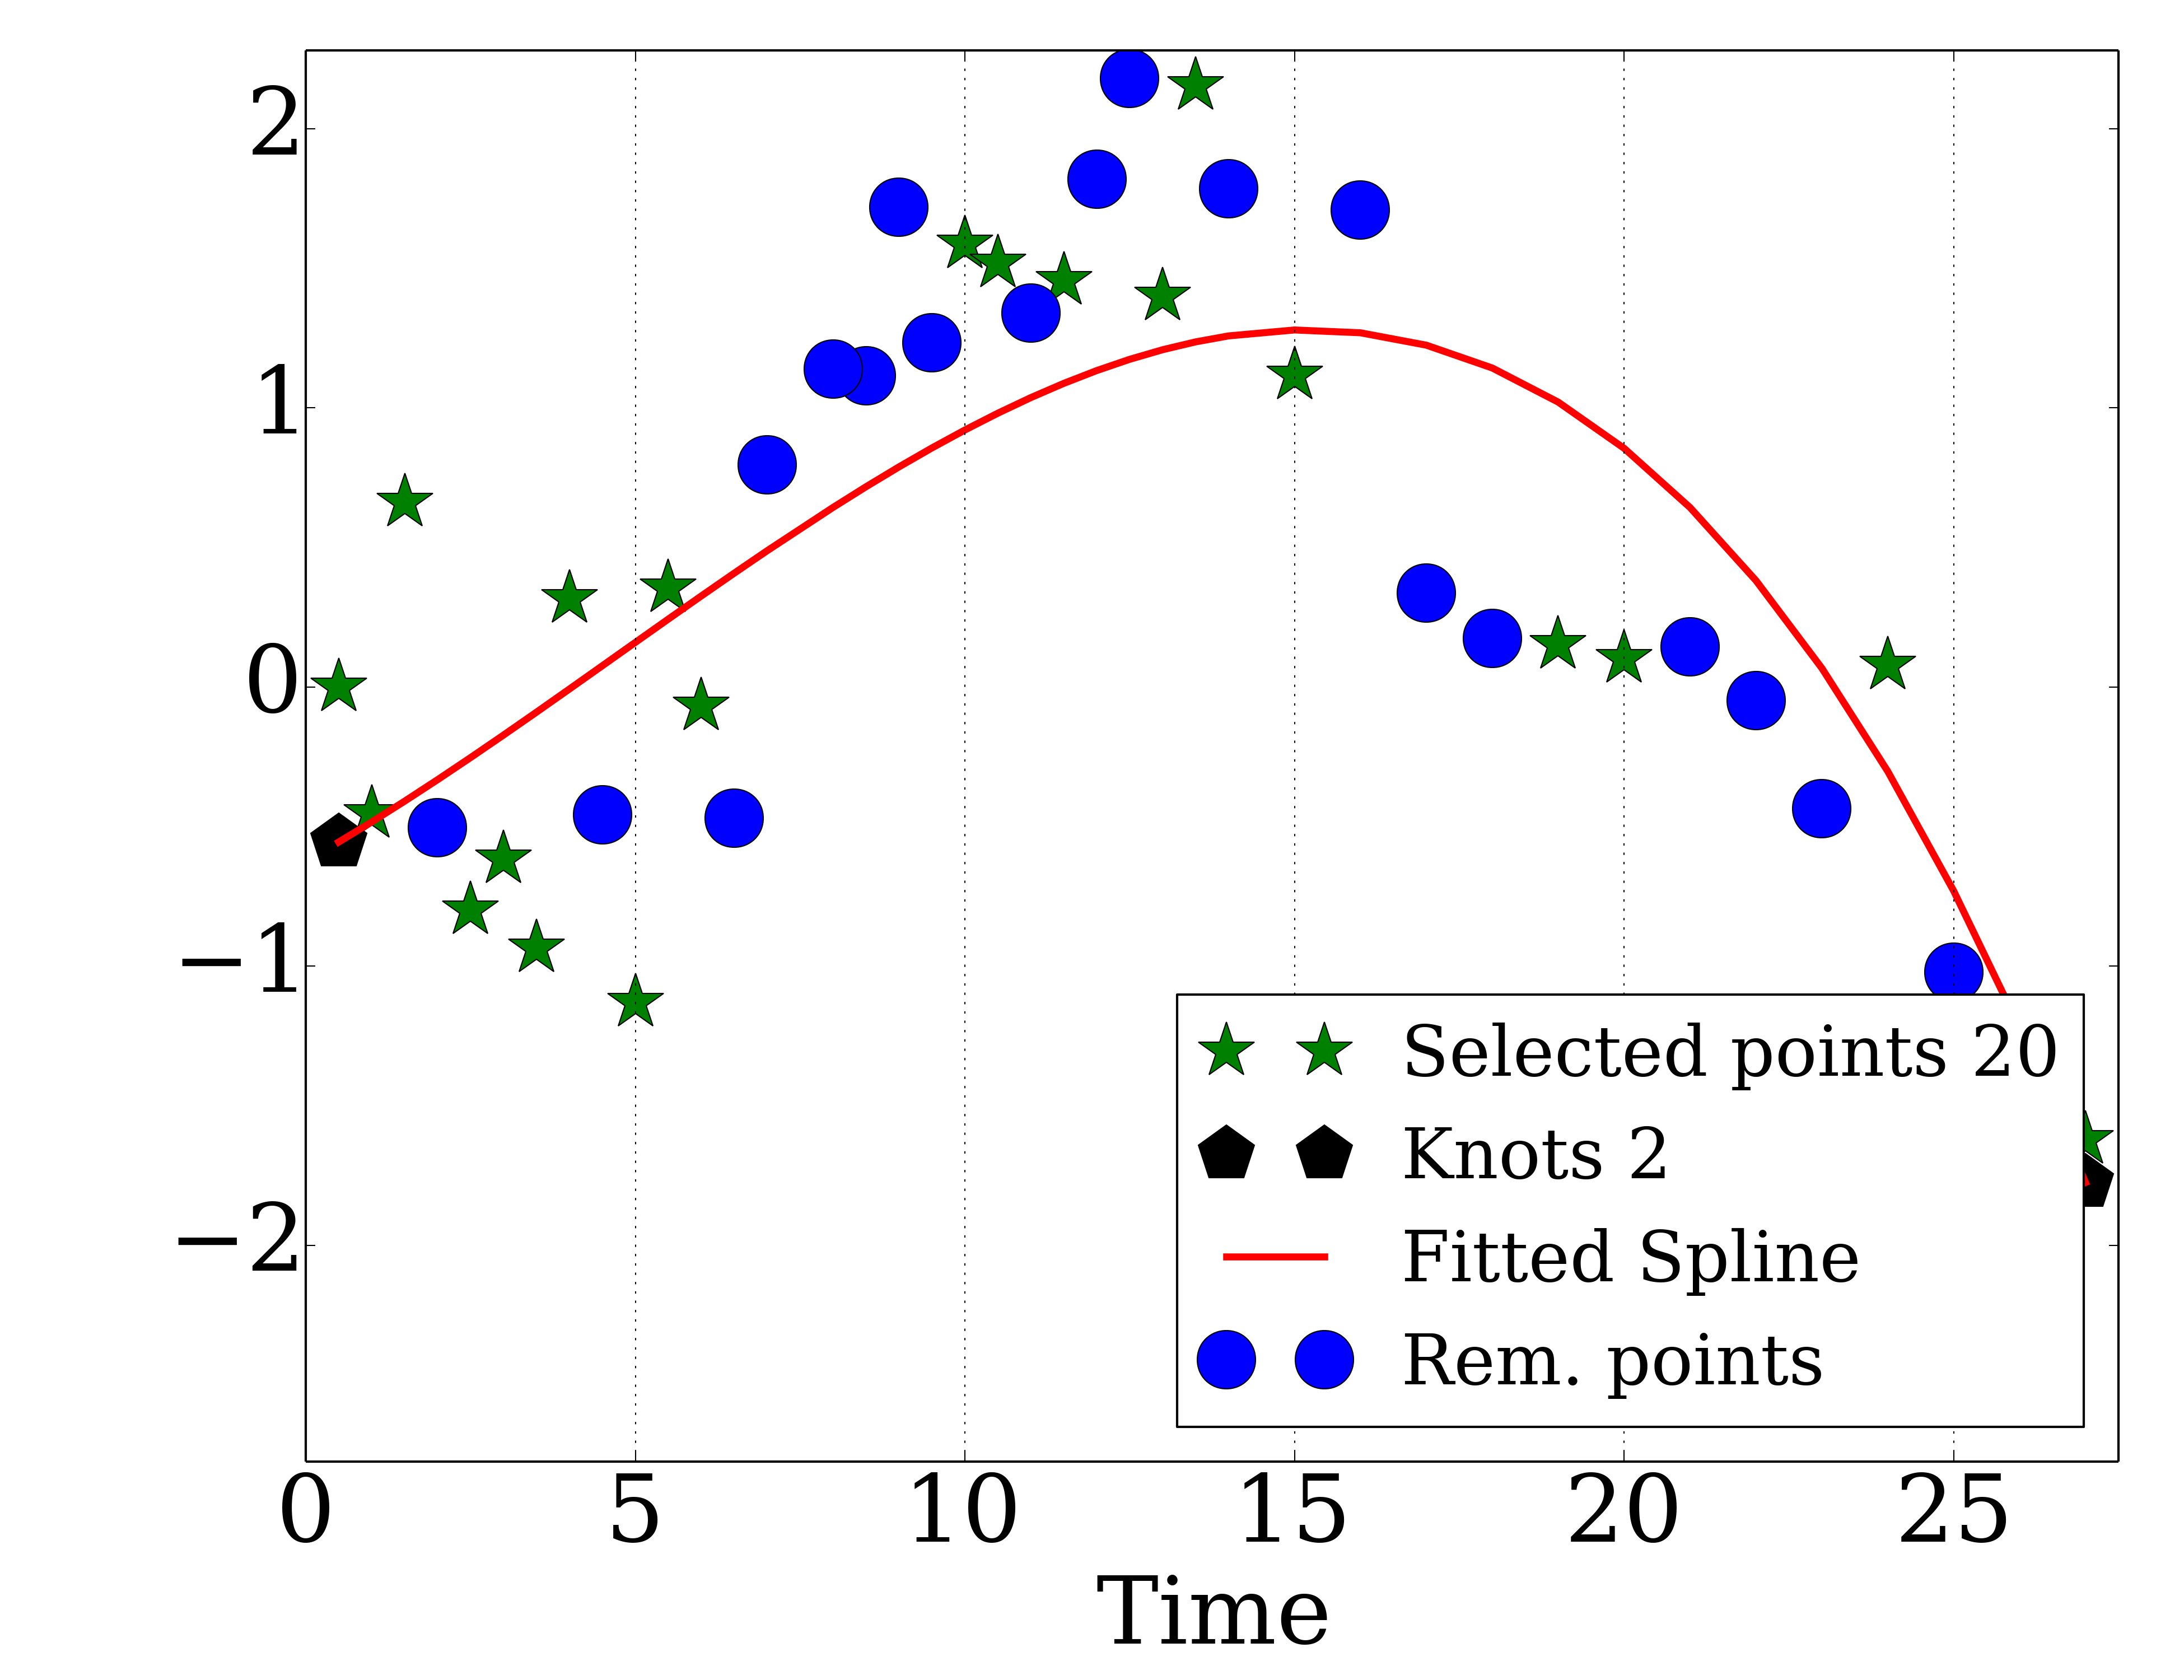 2
1
0
−1
−2
Selected points 20
Knots 2
Fitted Spline
Rem. points
0 5 10 15 20 25
Time